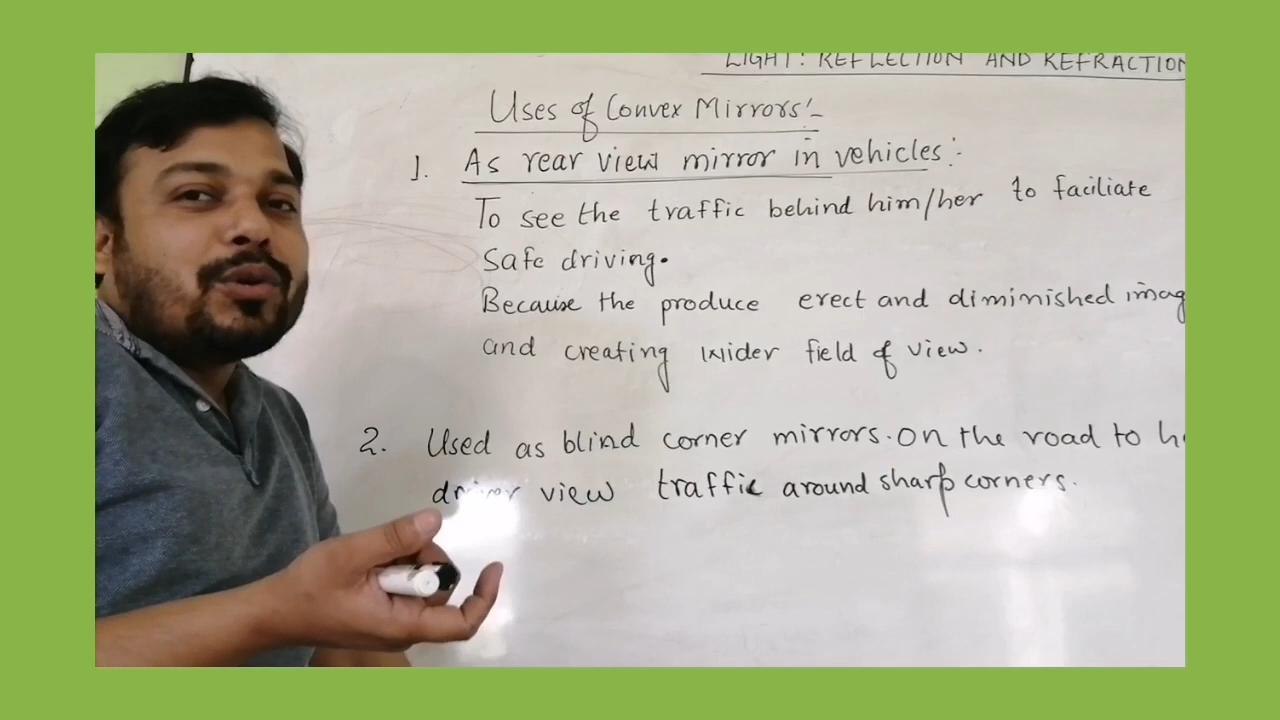 LIGHT: REFLECTION AND REFRACTION
Uses of Convex Mirrors:-
1. As rear view mirror in vehicles:-
To see the traffic behind him/her to faciliate
Safe driving.
Because the produce erect and diminished imag
and creating wider field of view.
2. Used as blind corner mirrors. On the road to h
driver view traffic around sharp corners.